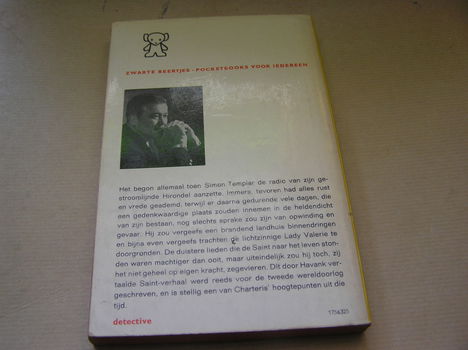 ZWARTE BEERTJES - POCKETBOOKS VOOR IEDEREEN
Het begon allemaal toen Simon Templar de radio van zijn ge-
stroomlijnde Hirondel aanzette. Immers, tevoren had alles rust
en vrede geademd, terwijl er daarna gedurende vele dagen, die
een gedenkwaardige plaats zouden innemen in de heldendicht
van zijn bestaan, nog slechts sprake zou zijn van opwinding en
gevaar. Hij zou vergeefs een brandend landhuis binnendringen
en bijna even vergeefs trachten de lichtzinnige Lady Valerie te
doorgronden. De duistere lieden die de Saint naar het leven ston-
den waren machtiger dan ooit, maar uiteindelijk zou hij toch, zij
het niet geheel op eigen kracht, zegevieren. Dit door Havank ver-
taalde Saint-verhaal werd reeds voor de tweede wereldoorlog
geschreven, en is stellig een van Charteris' hoogtepunten uit die
tijd.
detective
1756325